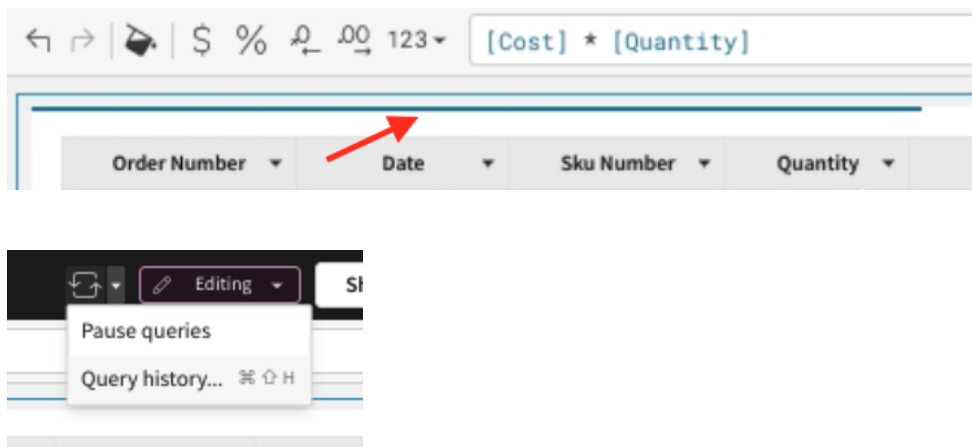 $ % .0 .00 123 [Cost] * [Quantity]
Order Number Date Sku Number Quantity
Editing Sh
Pause queries
Query history... ⌘ ⇧ H